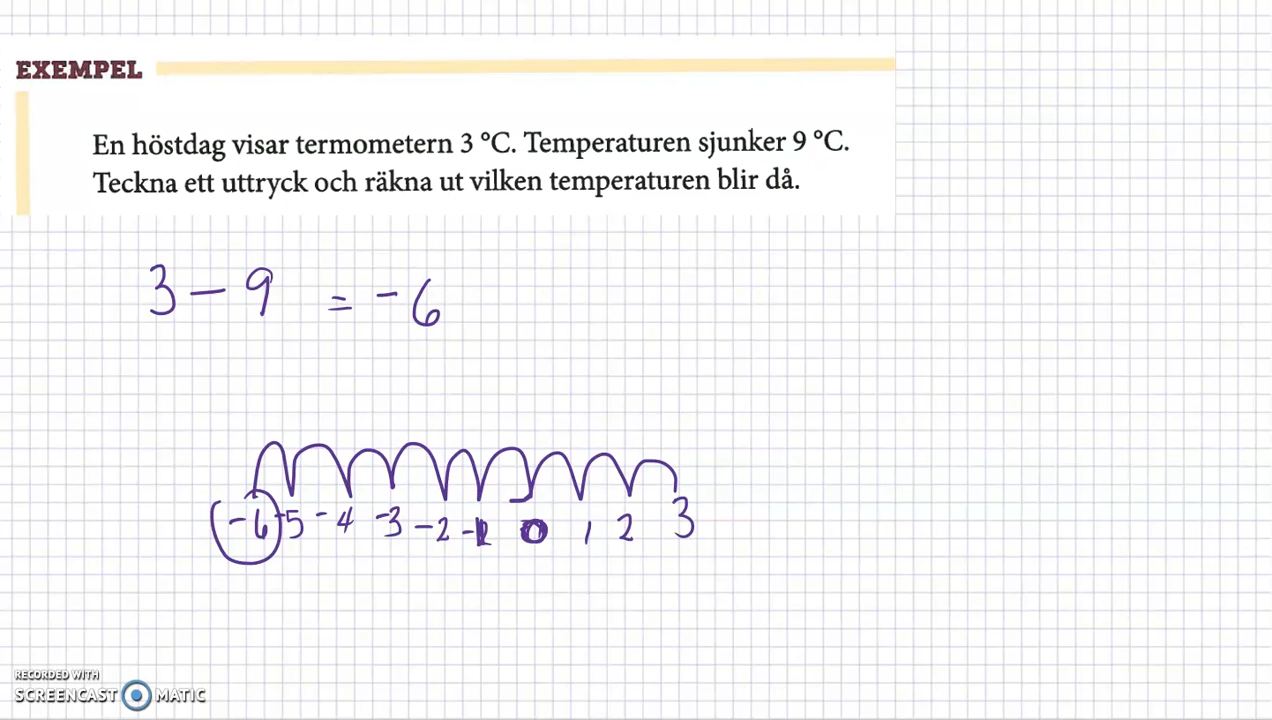 EXEMPEL
En höstdag visar termometern 3 °C. Temperaturen sjunker 9 °C.
Teckna ett uttryck och räkna ut vilken temperaturen blir då.
3 - 9 = -6
-6 -5 -4 -3 -2 -1 0 1 2 3
RECORDED WITH
SCREENCAST MATIC